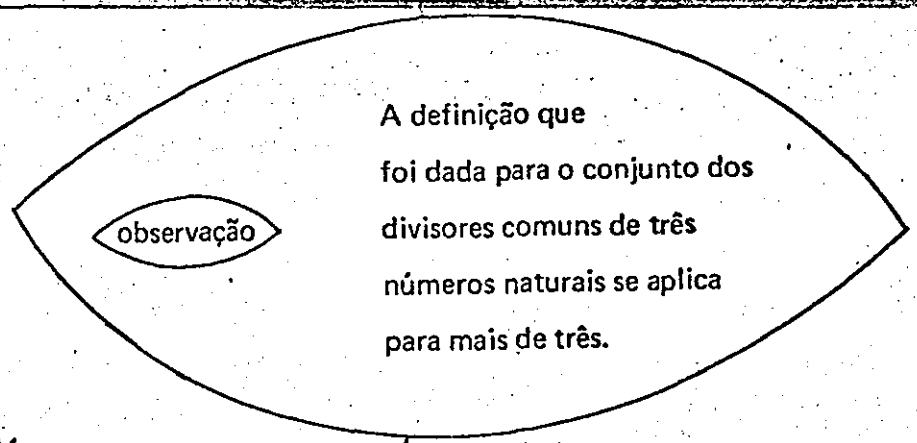 A definição que
foi dada para o conjunto dos
observação
divisores comuns de três
números naturais se aplica
para mais de três.